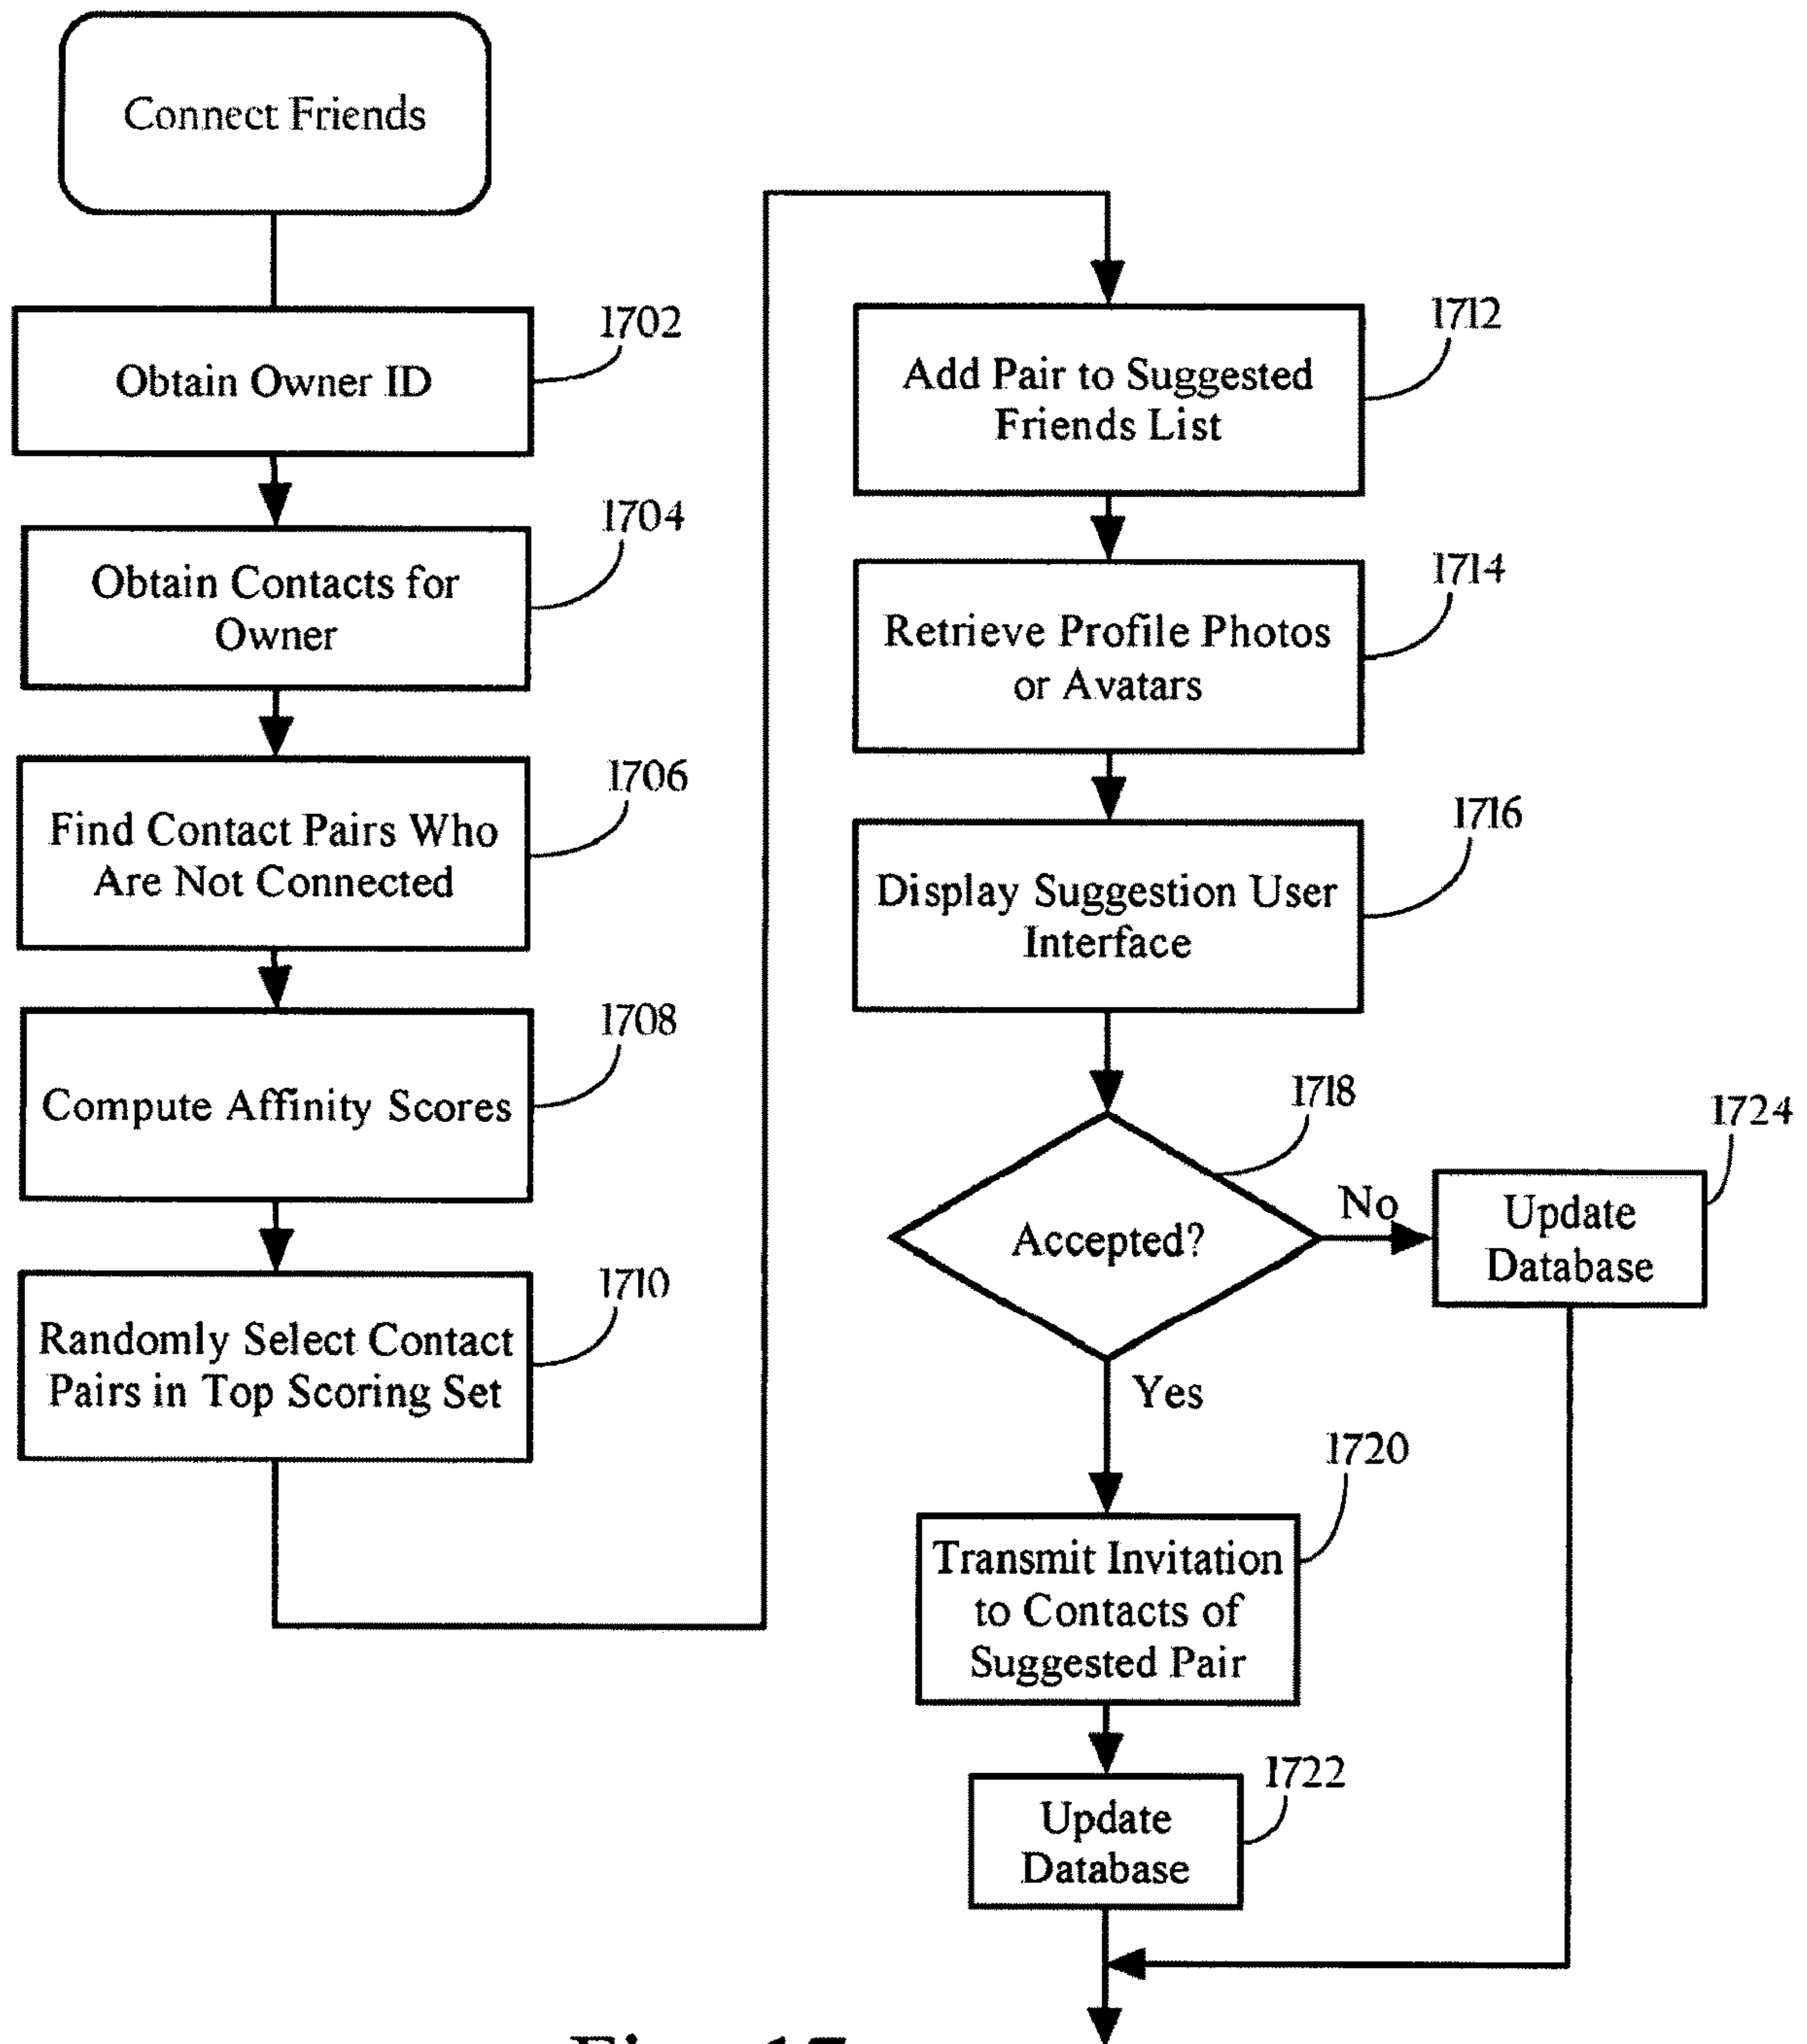 Connect Friends
1702
Obtain Owner ID
1704
Obtain Contacts for
Owner
1706
Find Contact Pairs Who
Are Not Connected
1708
Compute Affinity Scores
1710
Randomly Select Contact
Pairs in Top Scoring Set
1712
Add Pair to Suggested
Friends List
1714
Retrieve Profile Photos
or Avatars
1716
Display Suggestion User
Interface
1718
Accepted?
No
1724
Update
Database
Yes
1720
Transmit Invitation
to Contacts of
Suggested Pair
1722
Update
Database